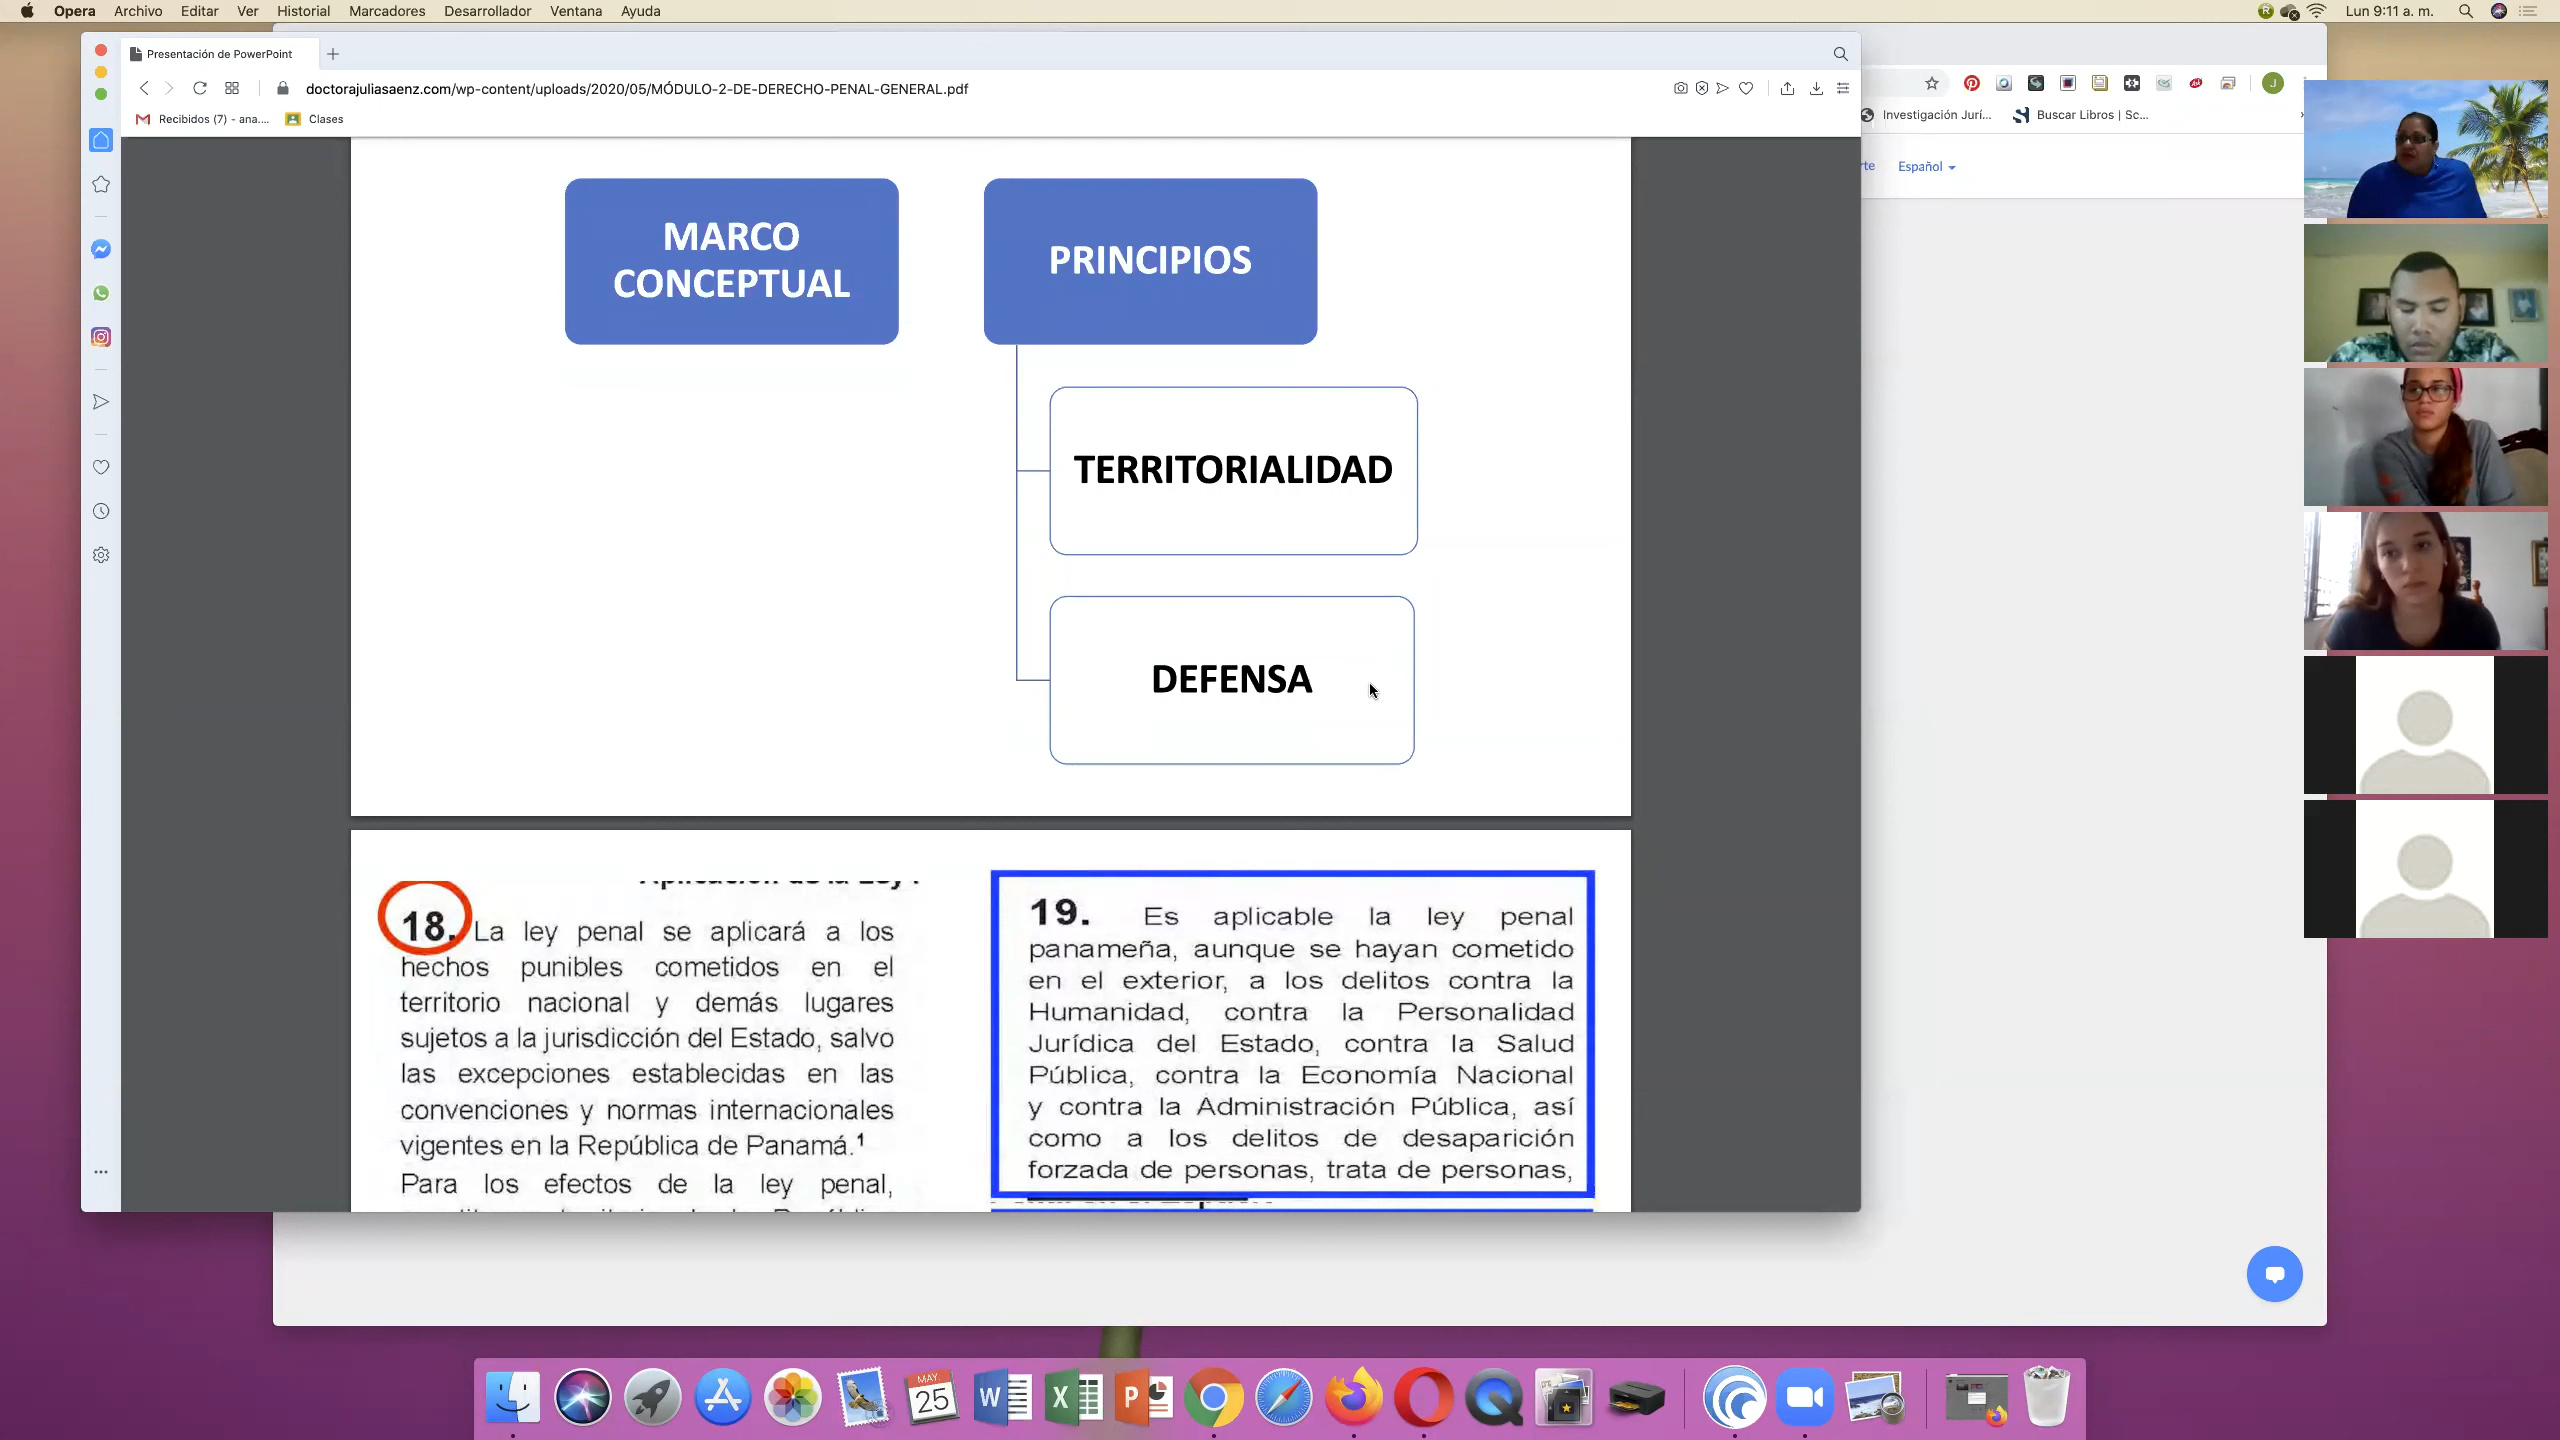 Opera Archivo Editar Ver Historial Marcadores Desarrollador Ventana Ayuda
Lun 9:11 a. m.
Presentación de PowerPoint
doctorajuliasaenz.com/wp-content/uploads/2020/05/MÓDULO-2-DE-DERECHO-PENAL-GENERAL.pdf
J
Recibidos (7) - ana.... Clases
Investigación Jurí... Buscar Libros | Sc...
rte Español
MARCO
CONCEPTUAL
PRINCIPIOS
TERRITORIALIDAD
DEFENSA
18. La ley penal se aplicará a los
hechos punibles cometidos en el
territorio nacional y demás lugares
sujetos a la jurisdicción del Estado, salvo
las excepciones establecidas en las
convenciones y normas internacionales
vigentes en la República de Panamá.¹
Para los efectos de la ley penal,
19. Es aplicable la ley penal
panameña, aunque se hayan cometido
en el exterior, a los delitos contra la
Humanidad, contra la Personalidad
Jurídica del Estado, contra la Salud
Pública, contra la Economía Nacional
y contra la Administración Pública, así
como a los delitos de desaparición
forzada de personas, trata de personas,
MAY.
25
W
X
P